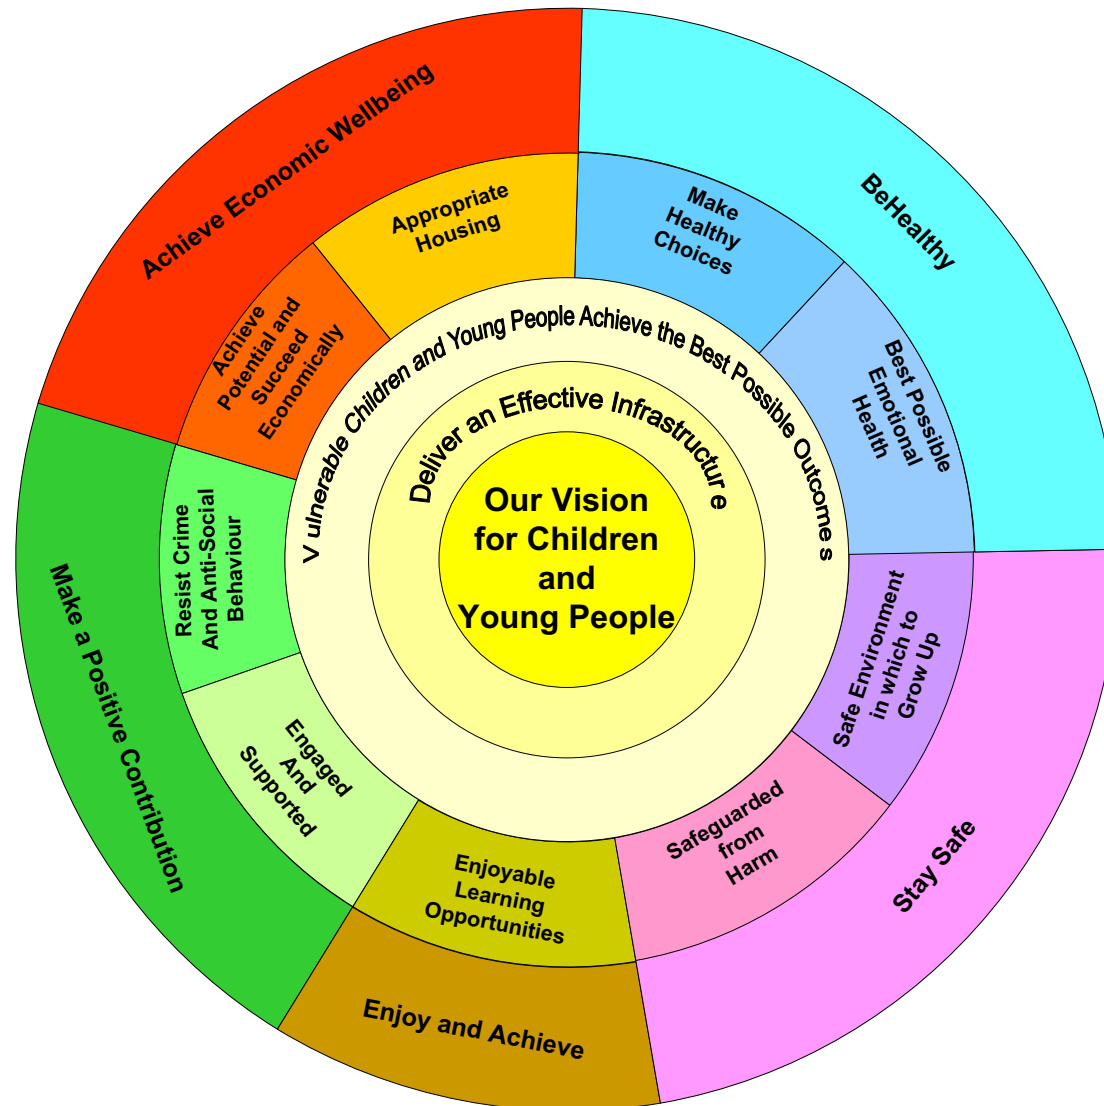 Achieve Economic Wellbeing
BeHealthy
Stay Safe
Enjoy and Achieve
Make a Positive Contribution
Appropriate
Housing
Make
Healthy
Choices
Best Possible
Emotional
Health
Safe Environment
in which to
Grow Up
Safeguarded
from
Harm
Enjoyable
Learning
Opportunities
Engaged
And
Supported
Resist Crime
And Anti-Social
Behaviour
Achieve
Potential and
Succeed
Economically
Vulnerable Children and Young People Achieve the Best Possible Outcomes
Deliver an Effective Infrastructure
Our Vision
for Children
and
Young People